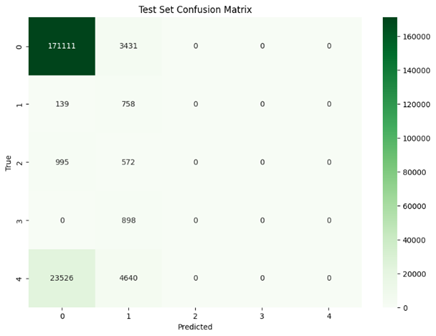 Test Set Confusion Matrix
0 171111 3431 0 0 0
1 139 758 0 0 0
2 995 572 0 0 0
3 0 898 0 0 0
4 23526 4640 0 0 0
0 1 2 3 4
Predicted
True
160000
140000
120000
100000
80000
60000
40000
20000
0